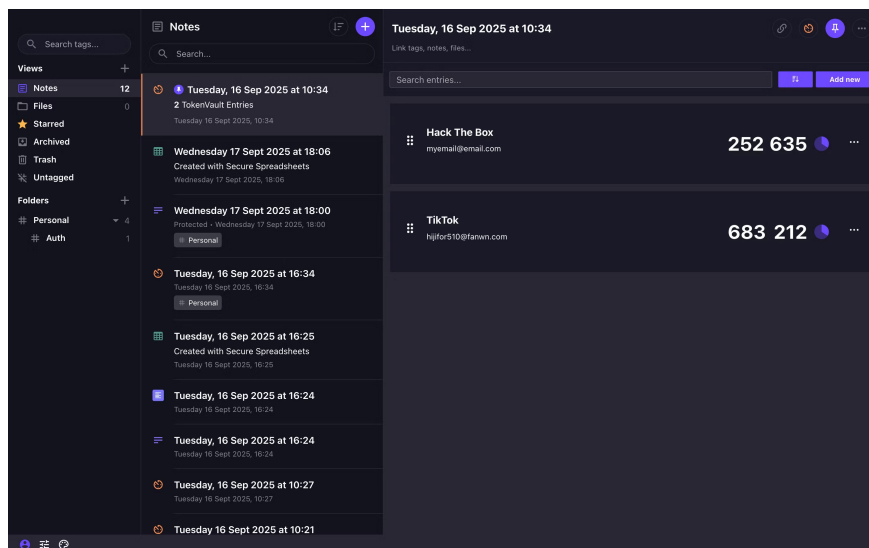 Search tags...
Views
Notes 12
Files 0
Starred
Archived
Trash
Untagged
Folders
Personal 4
Auth 1
Notes
Search...
Tuesday, 16 Sep 2025 at 10:34
2 TokenVault Entries
Tuesday 16 Sept 2025, 10:34
Wednesday 17 Sept 2025 at 18:06
Created with Secure Spreadsheets
Wednesday 17 Sept 2025, 18:06
Wednesday 17 Sept 2025 at 18:00
Protected • Wednesday 17 Sept 2025, 18:00
Personal
Tuesday, 16 Sep 2025 at 16:34
Tuesday 16 Sept 2025, 16:34
Personal
Tuesday, 16 Sep 2025 at 16:25
Created with Secure Spreadsheets
Tuesday 16 Sept 2025, 16:25
Tuesday, 16 Sep 2025 at 16:24
Tuesday 16 Sept 2025, 16:24
Tuesday, 16 Sep 2025 at 16:24
Tuesday 16 Sept 2025, 16:24
Tuesday, 16 Sep 2025 at 10:27
Tuesday 16 Sept 2025, 10:27
Tuesday, 16 Sep 2025 at 10:21
Tuesday, 16 Sep 2025 at 10:34
Link tags, notes, files...
Search entries...
Add new
Hack The Box
myemail@email.com
252 635
TikTok
hijifor510@fanwn.com
683 212